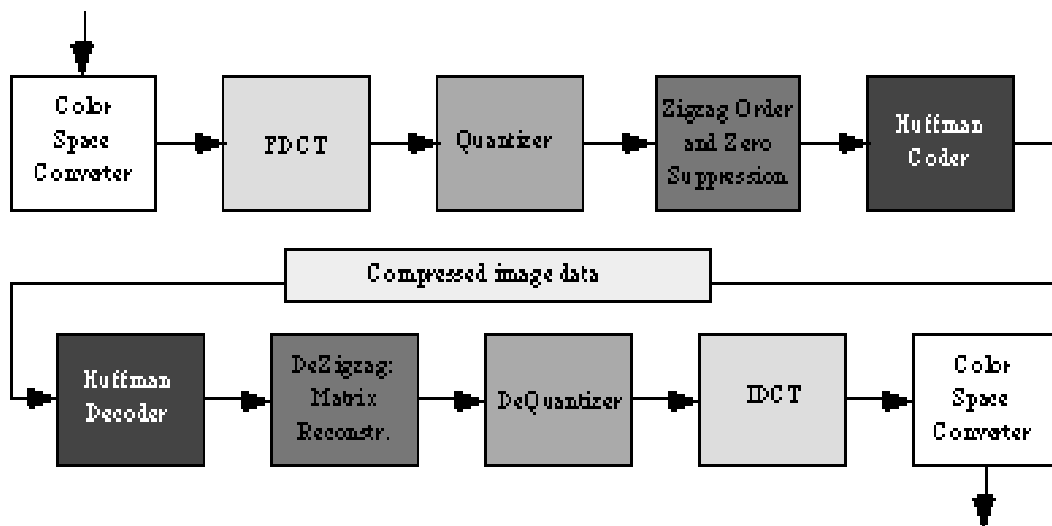 Color
Space
Converter
FDCT
Quantizer
Zigzag Order
and Zero
Suppression
Huffman
Coder
Compressed image data
Huffman
Decoder
DeZigzag:
Matrix
Reconstr.
DeQuantizer
IDCT
Color
Space
Converter